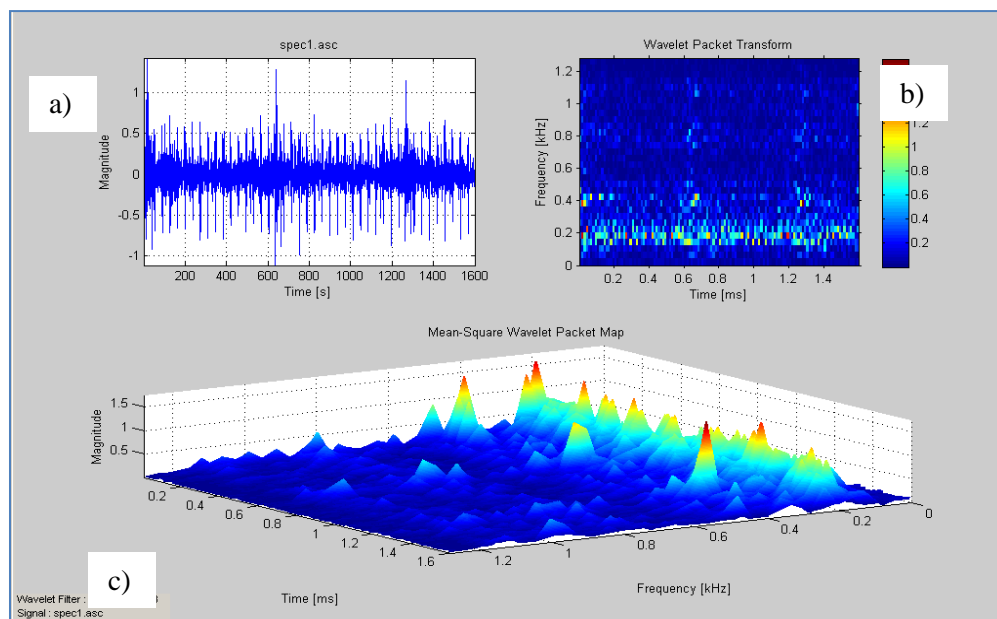 a)
spec1.asc
Magnitude
1
0.5
0
-0.5
-1
200 400 600 800 1000 1200 1400 1600
Time [s]
Wavelet Packet Transform
b)
Frequency [kHz]
1.2
1
0.8
0.6
0.4
0.2
0
0.2 0.4 0.6 0.8 1 1.2 1.4
Time [ms]
1.2
1
0.8
0.6
0.4
0.2
Mean-Square Wavelet Packet Map
Magnitude
1.5
1
0.5
0.2 0.4 0.6 0.8 1 1.2 1.4 1.6
Time [ms]
1.2 1 0.8 0.6 0.4 0.2 0
Frequency [kHz]
c)
Wavelet Filter :
Signal : spec1.asc